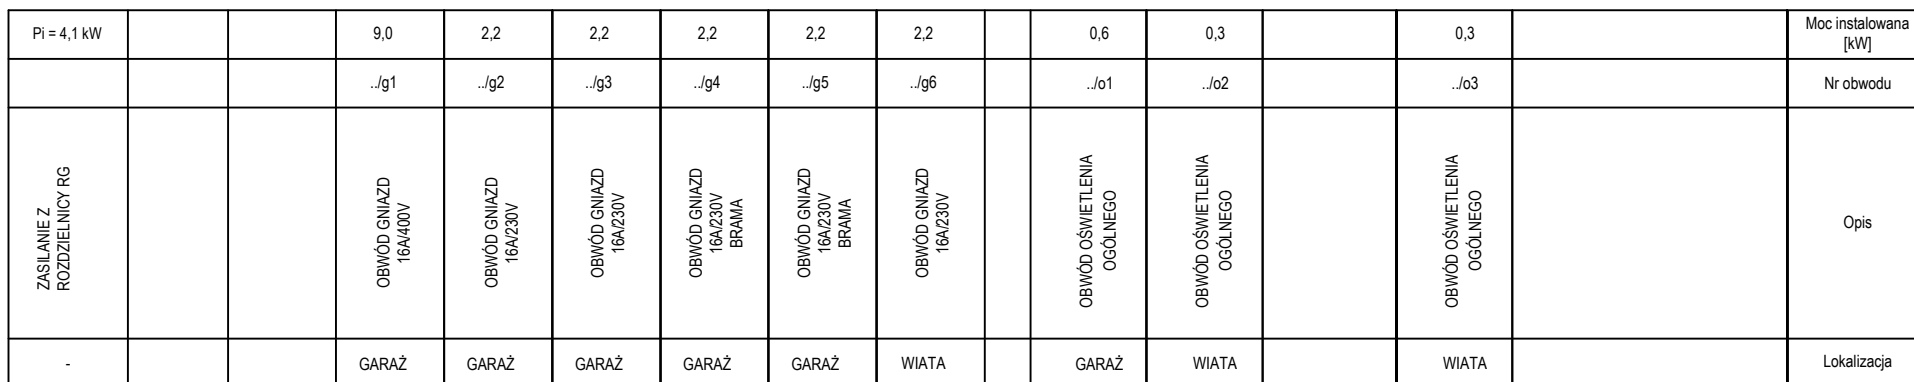 Pi = 4,1 kW
9,0
2,2
2,2
2,2
2,2
2,2
0,6
0,3
0,3
Moc instalowana
[kW]
../g1
../g2
../g3
../g4
../g5
../g6
../o1
../o2
../o3
Nr obwodu
ZASILANIE Z
ROZDZIELNICY RG
OBWÓD GNIAZD
16A/400V
OBWÓD GNIAZD
16A/230V
OBWÓD GNIAZD
16A/230V
OBWÓD GNIAZD
16A/230V
BRAMA
OBWÓD GNIAZD
16A/230V
BRAMA
OBWÓD GNIAZD
16A/230V
OBWÓD OŚWIETLENIA
OGÓLNEGO
OBWÓD OŚWIETLENIA
OGÓLNEGO
OBWÓD OŚWIETLENIA
OGÓLNEGO
Opis
-
GARAŻ
GARAŻ
GARAŻ
GARAŻ
GARAŻ
WIATA
GARAŻ
WIATA
WIATA
Lokalizacja